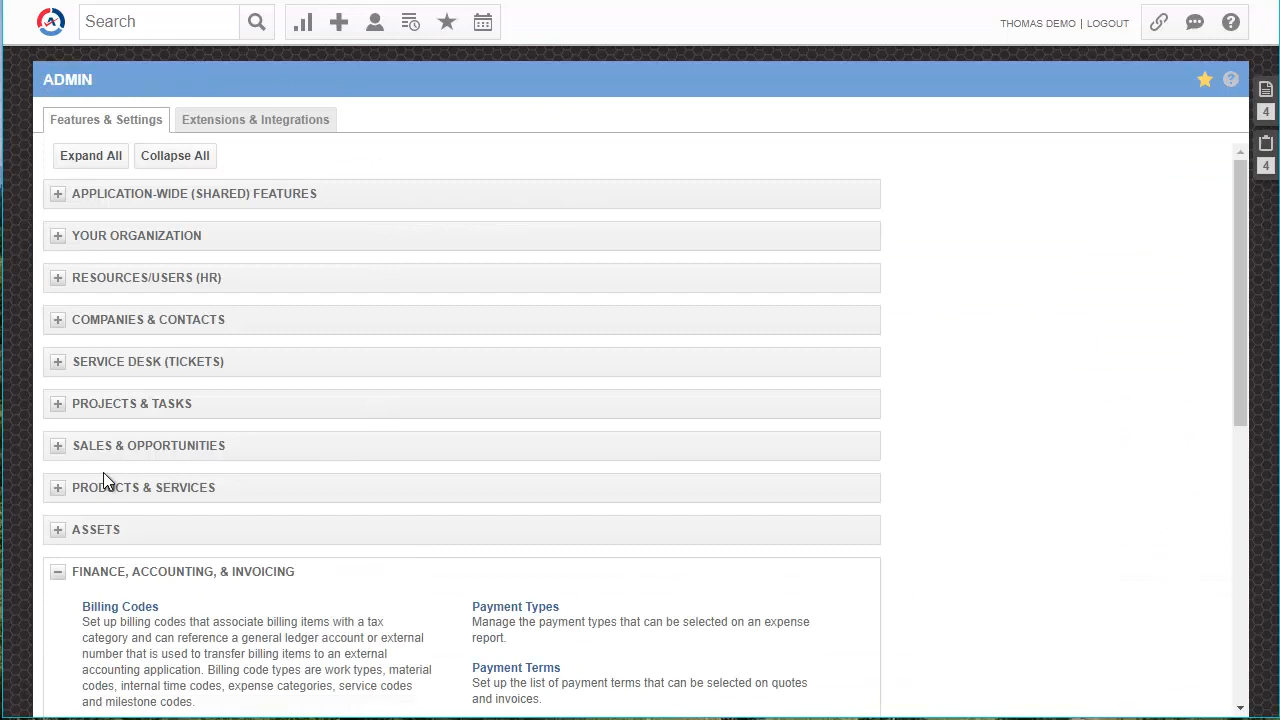 Search
THOMAS DEMO | LOGOUT
ADMIN
Features & Settings
Extensions & Integrations
4
4
Expand All
Collapse All
APPLICATION-WIDE (SHARED) FEATURES
YOUR ORGANIZATION
RESOURCES/USERS (HR)
COMPANIES & CONTACTS
SERVICE DESK (TICKETS)
PROJECTS & TASKS
SALES & OPPORTUNITIES
PRODUCTS & SERVICES
ASSETS
FINANCE, ACCOUNTING, & INVOICING
Billing Codes
Set up billing codes that associate billing items with a tax
category and can reference a general ledger account or external
number that is used to transfer billing items to an external
accounting application. Billing code types are work types, material
codes, internal time codes, expense categories, service codes
and milestone codes.
Payment Types
Manage the payment types that can be selected on an expense
report.
Payment Terms
Set up the list of payment terms that can be selected on quotes
and invoices.